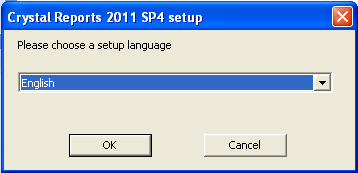 Crystal Reports 2011 SP4 setup
Please choose a setup language
English
OK
Cancel